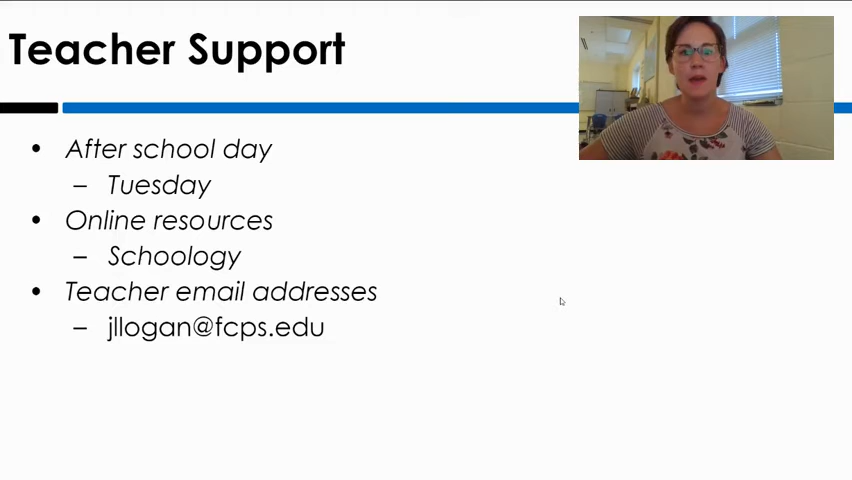 Teacher Support
• After school day
– Tuesday
• Online resources
– Schoology
• Teacher email addresses
– jllogan@fcps.edu